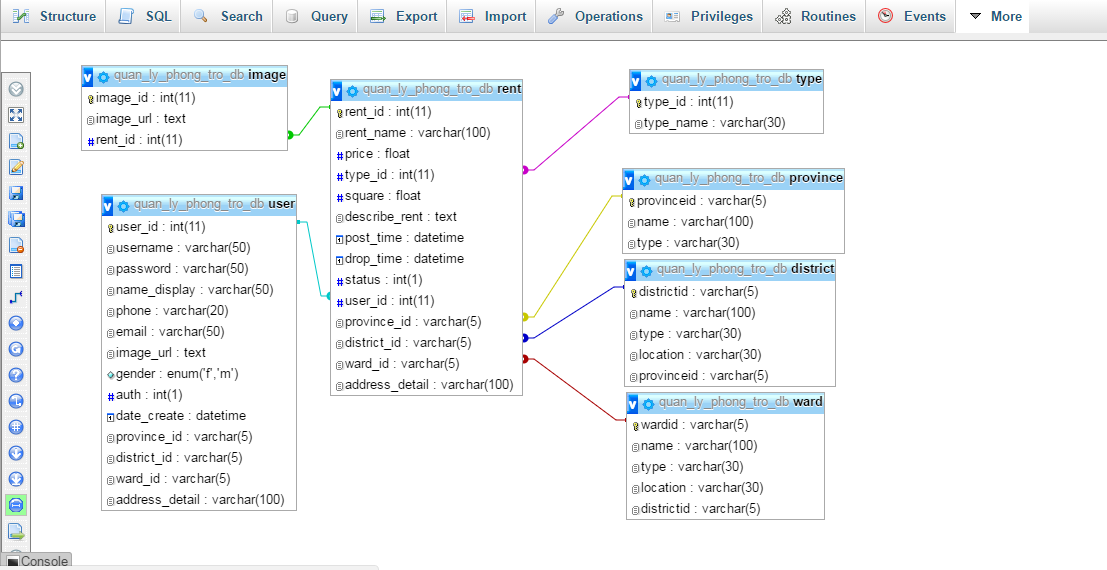 Structure SQL Search Query Export Import Operations Privileges Routines Events More
quan_ly_phong_tro_db image
image_id : int(11)
image_url : text
rent_id : int(11)
quan_ly_phong_tro_db user
user_id : int(11)
username : varchar(50)
password : varchar(50)
name_display : varchar(50)
phone : varchar(20)
email : varchar(50)
image_url : text
gender : enum('f','m')
auth : int(1)
date_create : datetime
province_id : varchar(5)
district_id : varchar(5)
ward_id : varchar(5)
address_detail : varchar(100)
quan_ly_phong_tro_db rent
rent_id : int(11)
rent_name : varchar(100)
price : float
type_id : int(11)
square : float
describe_rent : text
post_time : datetime
drop_time : datetime
status : int(1)
user_id : int(11)
province_id : varchar(5)
district_id : varchar(5)
ward_id : varchar(5)
address_detail : varchar(100)
quan_ly_phong_tro_db type
type_id : int(11)
type_name : varchar(30)
quan_ly_phong_tro_db province
provinceid : varchar(5)
name : varchar(100)
type : varchar(30)
quan_ly_phong_tro_db district
districtid : varchar(5)
name : varchar(100)
type : varchar(30)
location : varchar(30)
provinceid : varchar(5)
quan_ly_phong_tro_db ward
wardid : varchar(5)
name : varchar(100)
type : varchar(30)
location : varchar(30)
districtid : varchar(5)
Console